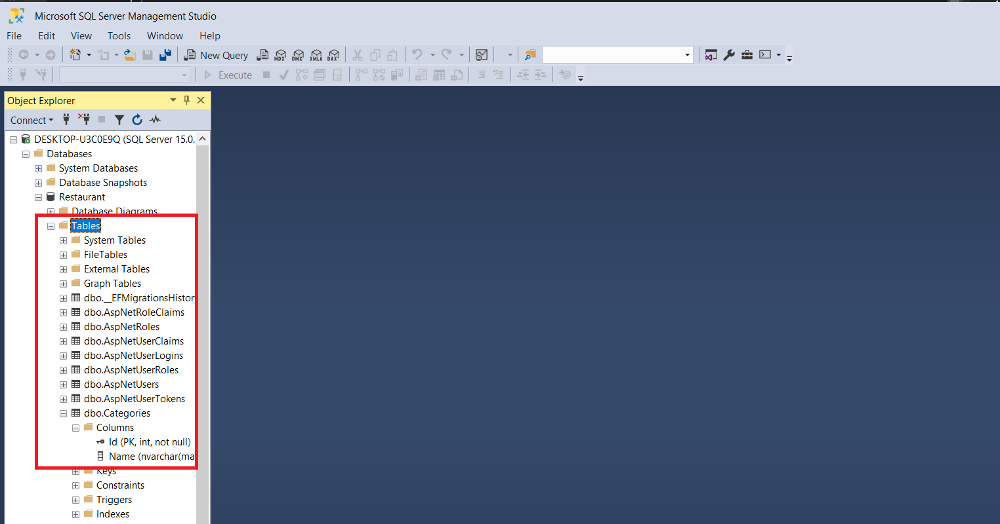 Microsoft SQL Server Management Studio
File Edit View Tools Window Help
New Query MDX DMX XMLA DAX
Execute
Object Explorer
Connect
DESKTOP-U3C0E9Q (SQL Server 15.0.
Databases
System Databases
Database Snapshots
Restaurant
Database Diagrams
Tables
System Tables
FileTables
External Tables
Graph Tables
dbo.__EFMigrationsHistory
dbo.AspNetRoleClaims
dbo.AspNetRoles
dbo.AspNetUserClaims
dbo.AspNetUserLogins
dbo.AspNetUserRoles
dbo.AspNetUsers
dbo.AspNetUserTokens
dbo.Categories
Columns
Id (PK, int, not null)
Name (nvarchar(ma
Keys
Constraints
Triggers
Indexes